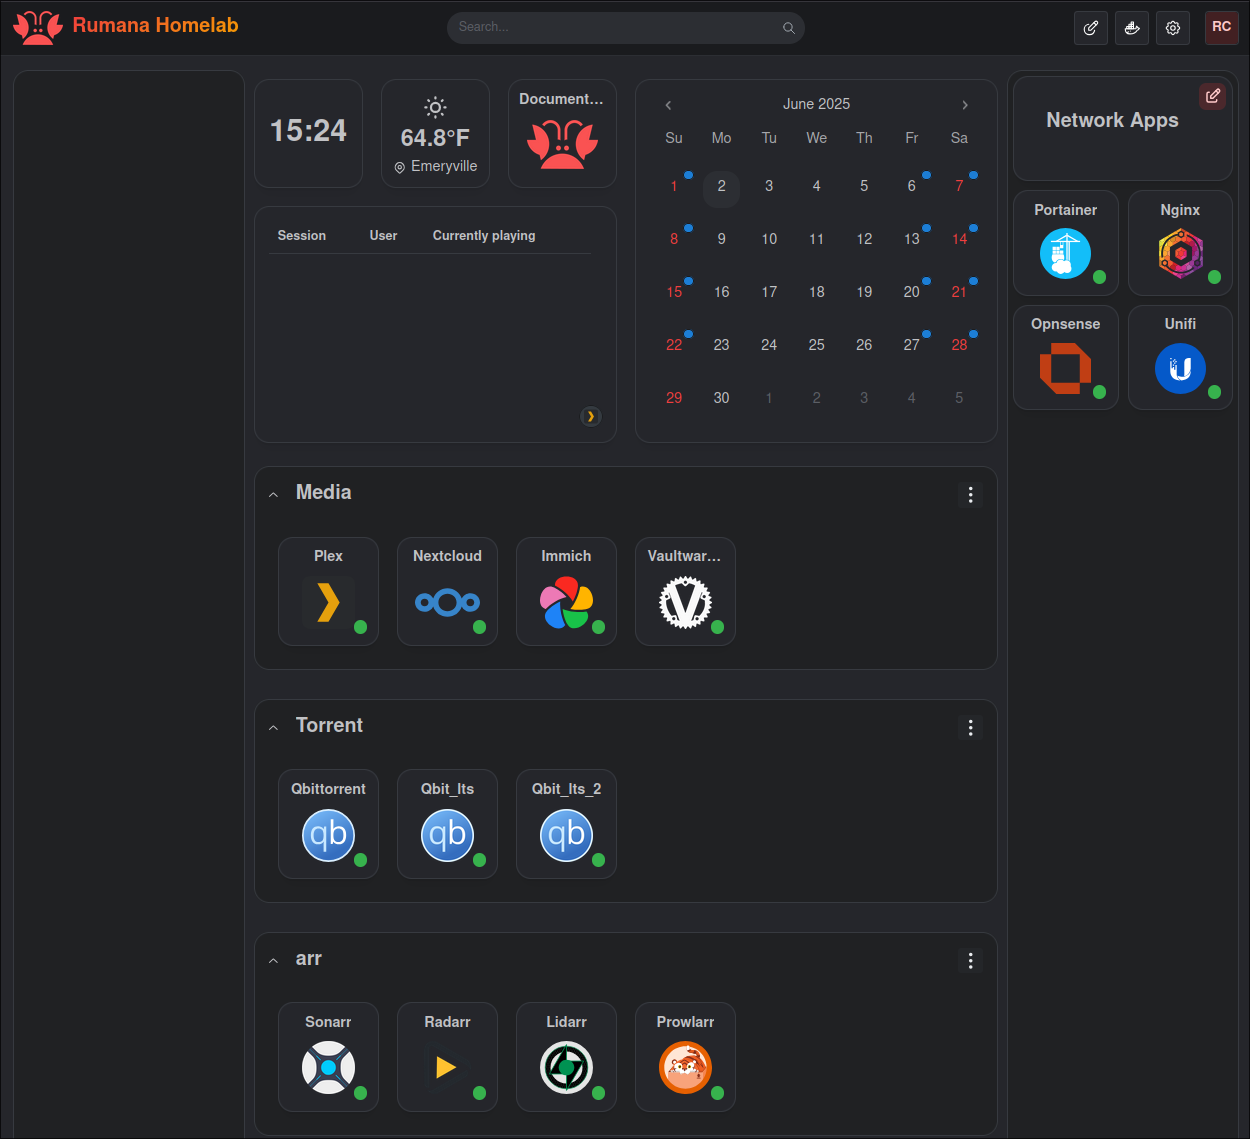 Rumana Homelab
Search...
RC
15:24
64.8°F
Emeryville
Document...
Session User Currently playing
June 2025
Su Mo Tu We Th Fr Sa
1 2 3 4 5 6 7
8 9 10 11 12 13 14
15 16 17 18 19 20 21
22 23 24 25 26 27 28
29 30 1 2 3 4 5
Network Apps
Portainer Nginx
Opnsense Unifi
U
Media
Plex Nextcloud Immich Vaultwar...
V
Torrent
Qbittorrent Qbit_lts Qbit_lts_2
qb qb qb
arr
Sonarr Radarr Lidarr Prowlarr